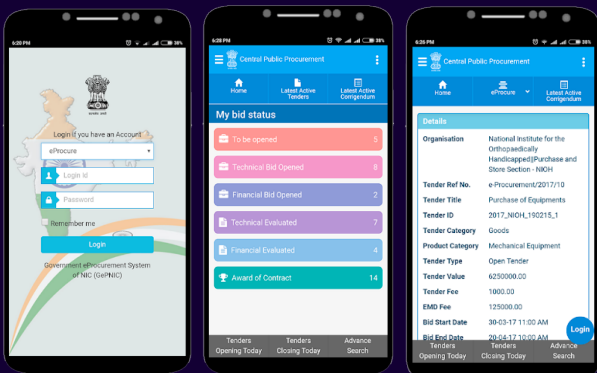 6:20 PM
38%
Login if you have an Account
eProcure
Login Id
Password
Remember me
Login
Government eProcurement System
of NIC (GePNIC)
6:28 PM
38%
Central Public Procurement
Home
Latest Active
Tenders
Latest Active
Corrigendum
My bid status
To be opened 5
Technical Bid Opened 8
Financial Bid Opened 2
Technical Evaluated 7
Financial Evaluated 4
Award of Contract 14
Tenders
Opening Today
Tenders
Closing Today
Advance
Search
6:26 PM
38%
Central Public Procurement
Home
eProcure
Latest Active
Corrigendum
Details
Organisation National Institute for the
Orthopaedically
Handicapped||Purchase and
Store Section - NIOH
Tender Ref No. e-Procurement/2017/10
Tender Title Purchase of Equipments
Tender ID 2017_NIOH_190215_1
Tender Category Goods
Product Category Mechanical Equipment
Tender Type Open Tender
Tender Value 6250000.00
Tender Fee 1000.00
EMD Fee 125000.00
Bid Start Date 30-03-17 11:00 AM
Bid End Date 20-04-17 10:00 AM
Login
Tenders
Opening Today
Tenders
Closing Today
Advance
Search